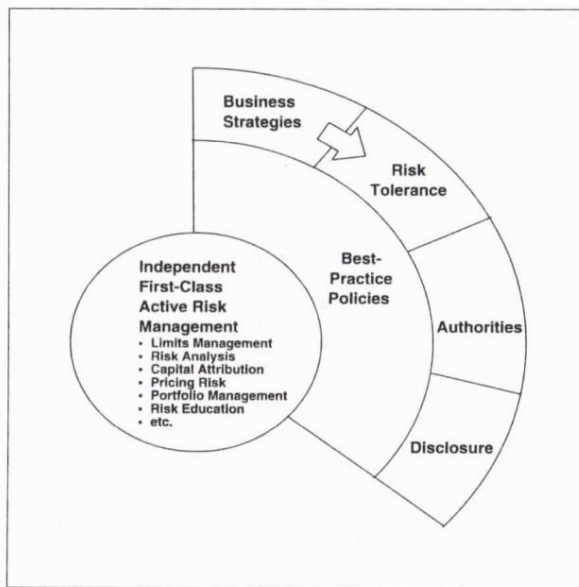 Business
Strategies
Risk
Tolerance
Best-
Practice
Policies
Authorities
Disclosure
Independent
First-Class
Active Risk
Management
• Limits Management
• Risk Analysis
• Capital Attribution
• Pricing Risk
• Portfolio Management
• Risk Education
• etc.